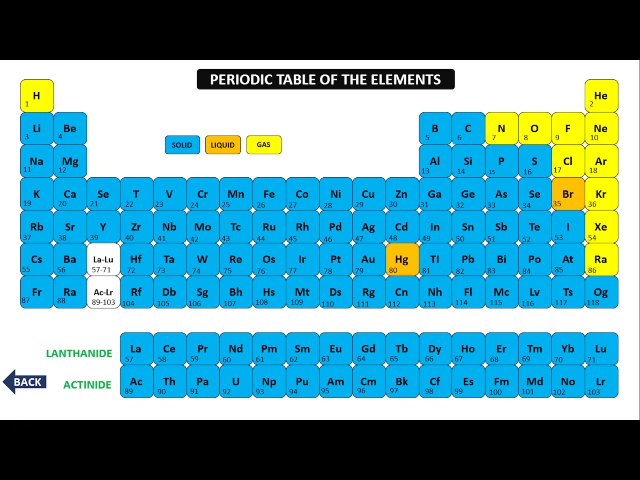 PERIODIC TABLE OF THE ELEMENTS
H 1 He 2
SOLID LIQUID GAS
Li 3 Be 4 B 5 C 6 N 7 O 8 F 9 Ne 10
Na 11 Mg 12 Al 13 Si 14 P 15 S 16 Cl 17 Ar 18
K 19 Ca 20 Se 21 T 22 V 23 Cr 24 Mn 25 Fe 26 Co 27 Ni 28 Cu 29 Zn 30 Ga 31 Ge 32 As 33 Se 34 Br 35 Kr 36
Rb 37 Sr 38 Y 39 Zr 40 Nb 41 Mo 42 Tc 43 Ru 44 Rh 45 Pd 46 Ag 47 Cd 48 In 49 Sn 50 Sb 51 Te 52 I 53 Xe 54
Cs 55 Ba 56 La-Lu 57-71 Hf 72 Ta 73 W 74 Re 75 Os 76 Ir 77 Pt 78 Au 79 Hg 80 Tl 81 Pb 82 Bi 83 Po 84 At 85 Ra 86
Fr 87 Ra 88 Ac-Lr 89-103 Rf 104 Db 105 Sg 106 Bh 107 Hs 108 Mt 109 Ds 110 Rg 111 Cn 112 Nh 113 Fl 114 Mc 115 Lv 116 Ts 117 Og 118
LANTHANIDE La 57 Ce 58 Pr 59 Nd 60 Pm 61 Sm 62 Eu 63 Gd 64 Tb 65 Dy 66 Ho 67 Er 68 Tm 69 Yb 70 Lu 71
BACK ACTINIDE Ac 89 Th 90 Pa 91 U 92 Np 93 Pu 94 Am 95 Cm 96 Bk 97 Cf 98 Es 99 Fm 100 Md 101 No 102 Lr 103